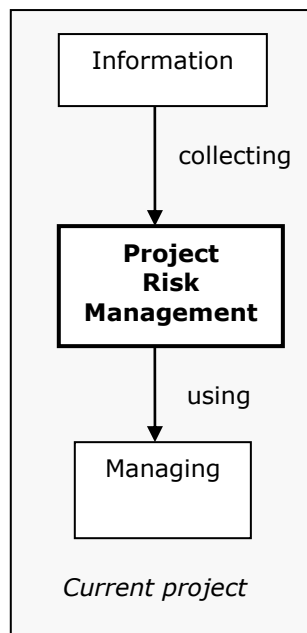 Information
collecting
Project
Risk
Management
using
Managing
Current project